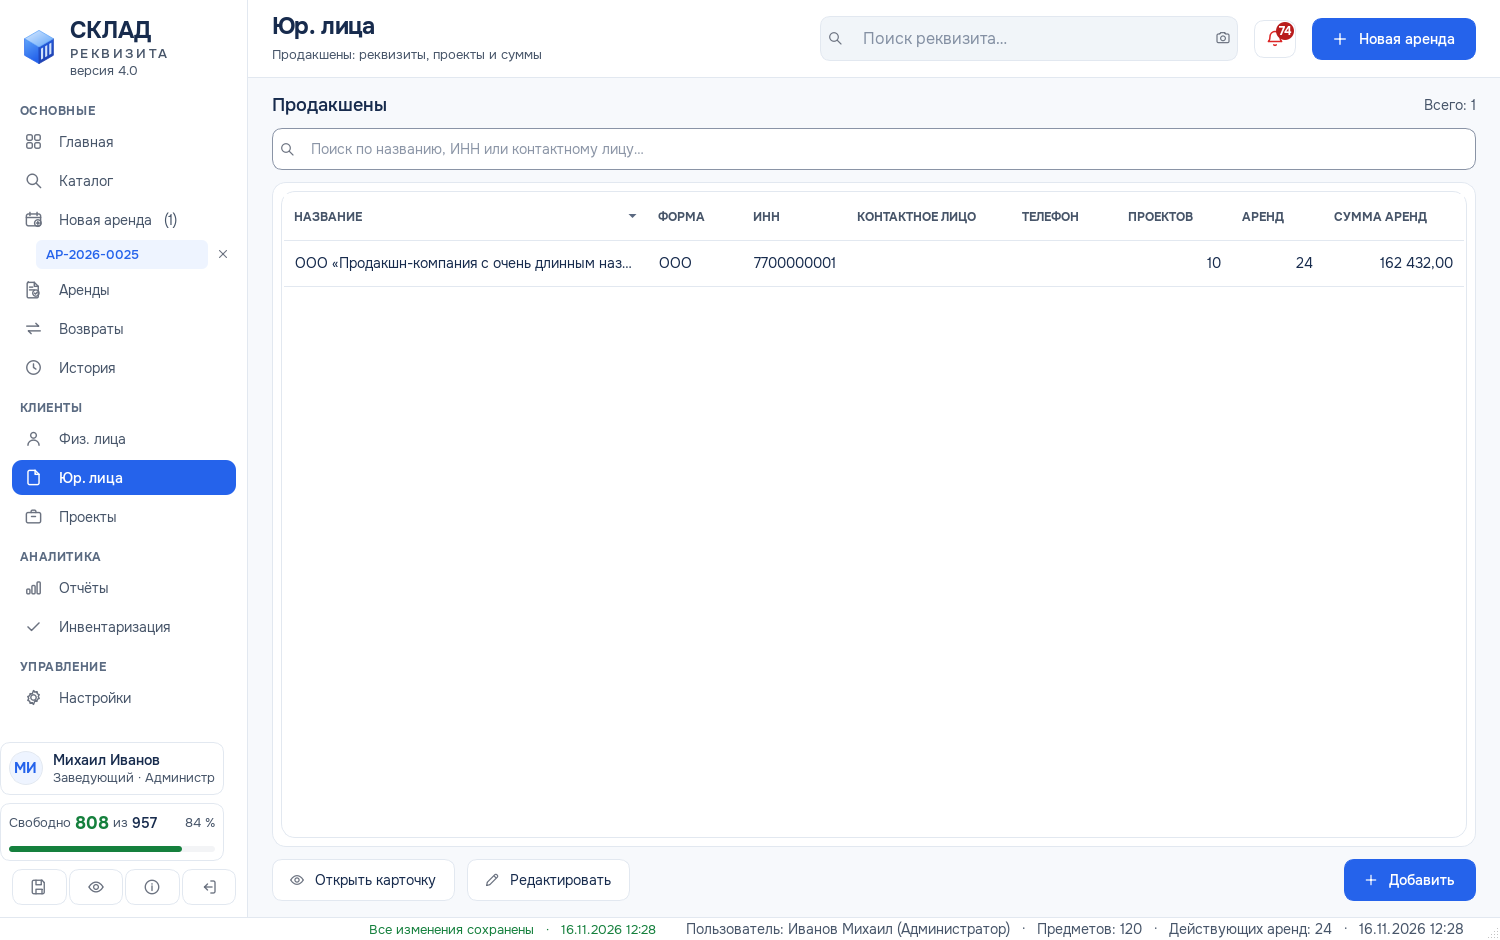 СКЛАД
РЕКВИЗИТА
версия 4.0
ОСНОВНЫЕ
Главная
Каталог
Новая аренда (1)
АР-2026-0025
Аренды
Возвраты
История
КЛИЕНТЫ
Физ. лица
Юр. лица
Проекты
АНАЛИТИКА
Отчёты
Инвентаризация
УПРАВЛЕНИЕ
Настройки
МИ
Михаил Иванов
Заведующий · Администр
Свободно 808 из 957 84 %
Юр. лица
Продакшены: реквизиты, проекты и суммы
Поиск реквизита...
74
Новая аренда
Продакшены
Всего: 1
Поиск по названию, ИНН или контактному лицу...
НАЗВАНИЕ ФОРМА ИНН КОНТАКТНОЕ ЛИЦО ТЕЛЕФОН ПРОЕКТОВ АРЕНД СУММА АРЕНД
ООО «Продакшн-компания с очень длинным наз... ООО 7700000001 10 24 162 432,00
Открыть карточку
Редактировать
Добавить
Все изменения сохранены · 16.11.2026 12:28 Пользователь: Иванов Михаил (Администратор) · Предметов: 120 · Действующих аренд: 24 · 16.11.2026 12:28